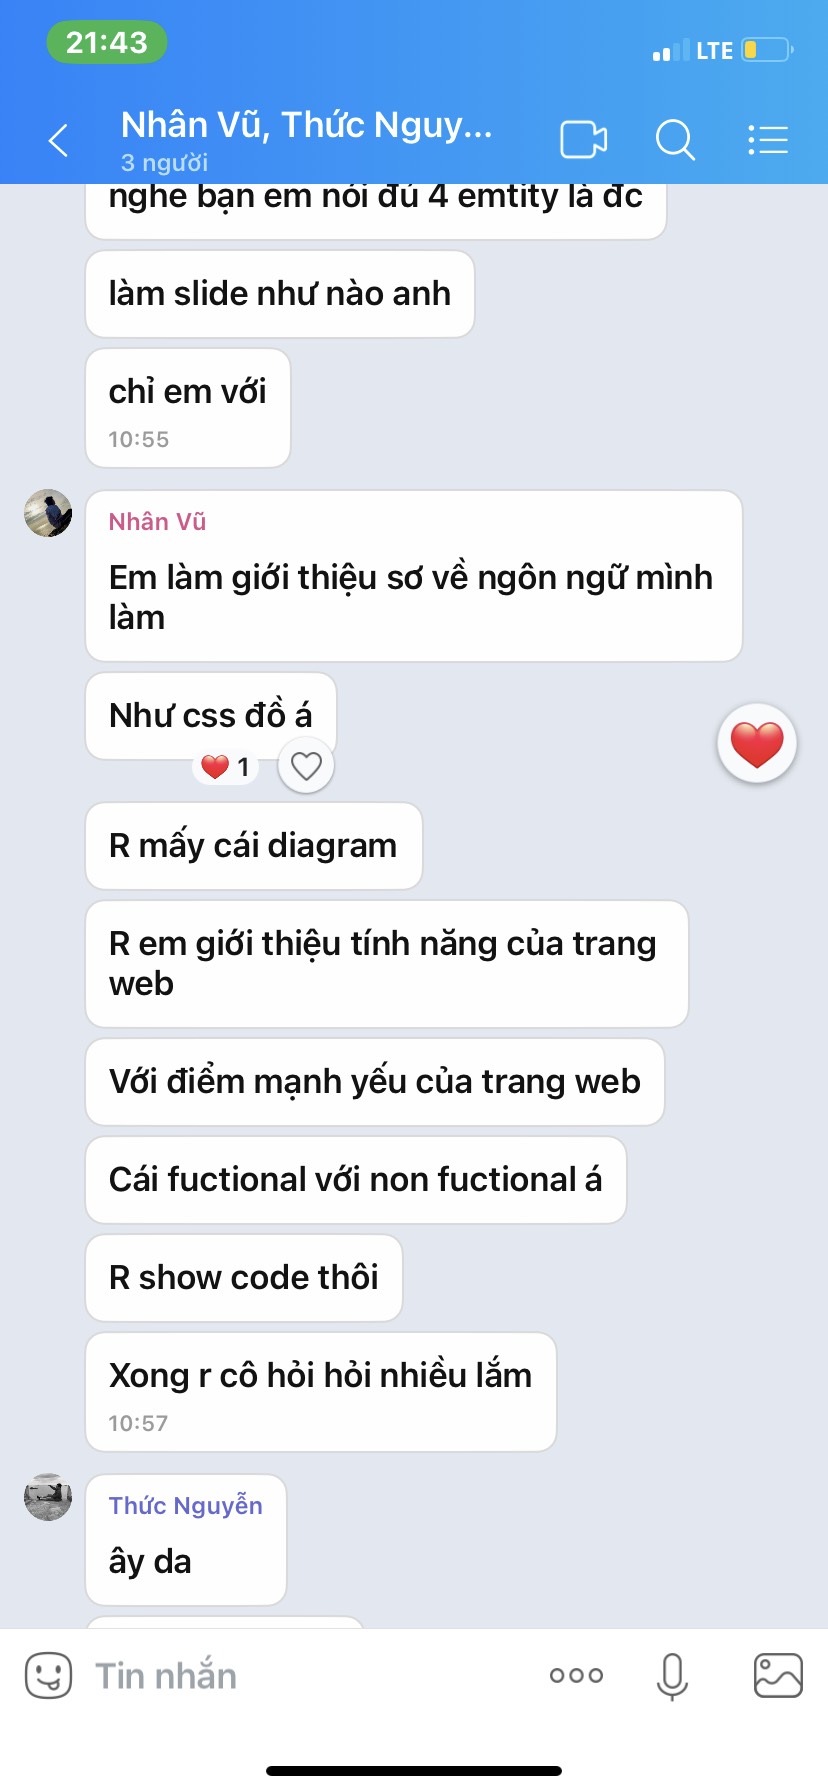 21:43
LTE
Nhân Vũ, Thức Nguy...
3 người
nghe bạn em nói đủ 4 emtity là đc
làm slide như nào anh
chỉ em với
10:55
Nhân Vũ
Em làm giới thiệu sơ về ngôn ngữ mình
làm
Như css đồ á
1
R mấy cái diagram
R em giới thiệu tính năng của trang
web
Với điểm mạnh yếu của trang web
Cái fuctional với non fuctional á
R show code thôi
Xong r cô hỏi hỏi nhiều lắm
10:57
Thức Nguyễn
ây da
Tin nhắn